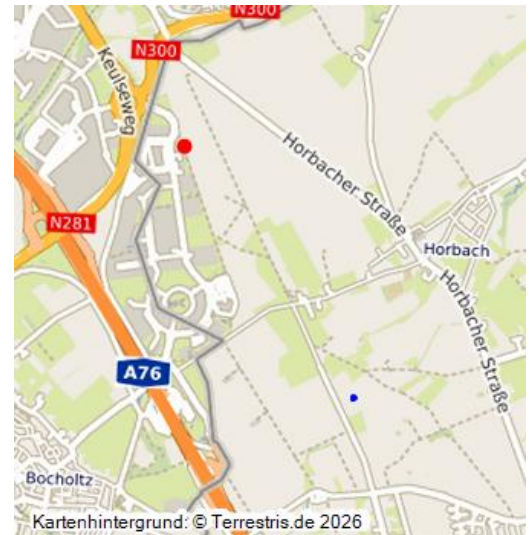 N300
N300
Keulseweg
Horbacher Straße
N281
Horbach
Horbacher Straße
A76
Bocholtz
Kartenhintergrund: © Terrestris.de 2026